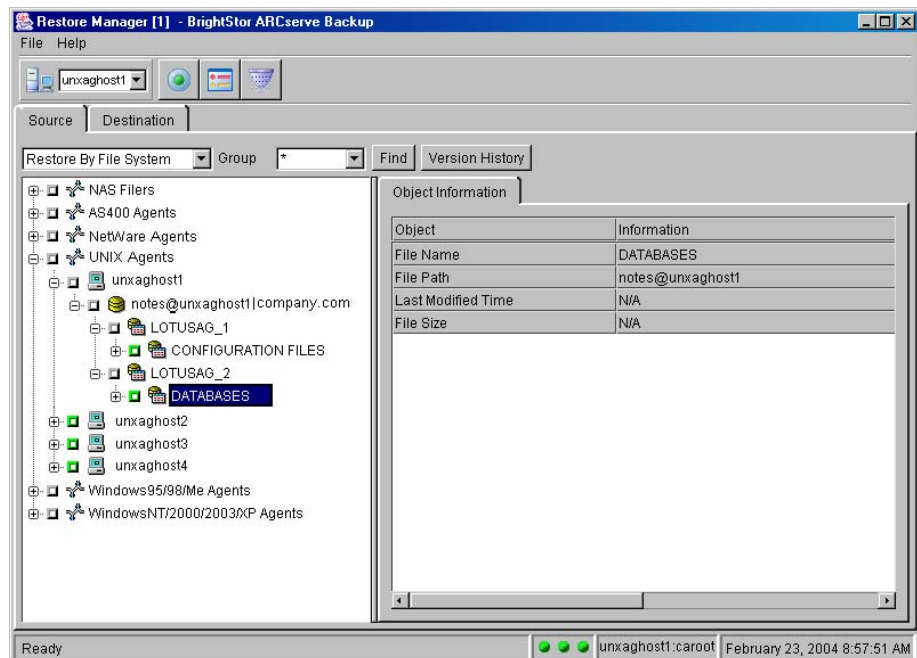 Restore Manager [1] - BrightStor ARCserve Backup
File Help
unxaghost1
Source Destination
Restore By File System Group * Find Version History
NAS Filers
AS400 Agents
NetWare Agents
UNIX Agents
unxaghost1
notes@unxaghost1|company.com
LOTUSAG_1
CONFIGURATION FILES
LOTUSAG_2
DATABASES
unxaghost2
unxaghost3
unxaghost4
Windows95/98/Me Agents
WindowsNT/2000/2003/XP Agents
Object Information
Object Information
File Name DATABASES
File Path notes@unxaghost1
Last Modified Time N/A
File Size N/A
Ready unxaghost1:caroot February 23, 2004 8:57:51 AM